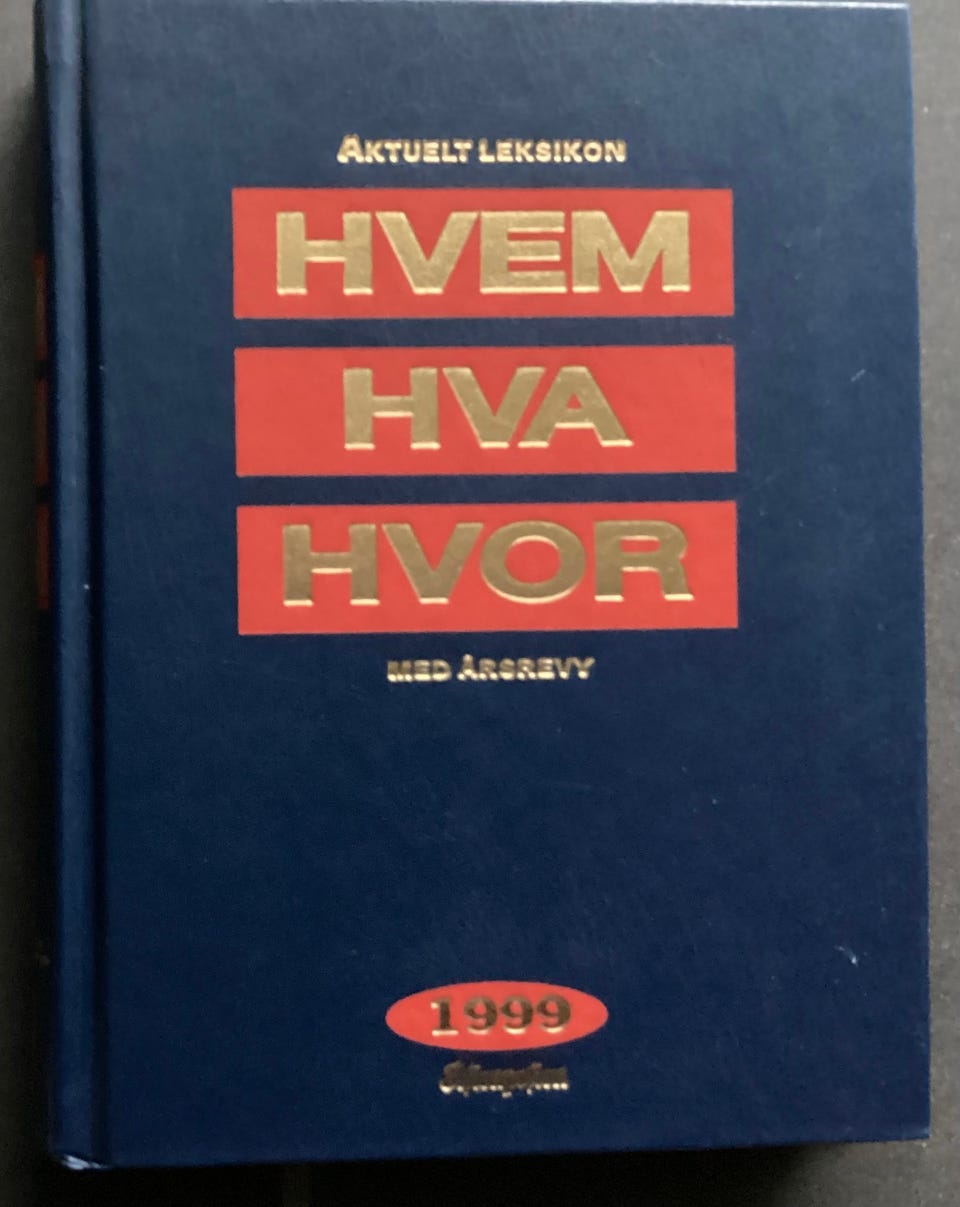 AKTUELT LEKSIKON
HVEM
HVA
HVOR
MED ÅRSREVY
1999